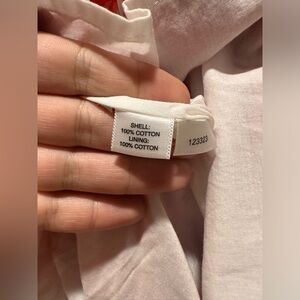 SHELL:
100% COTTON
LINING:
100% COTTON
123323